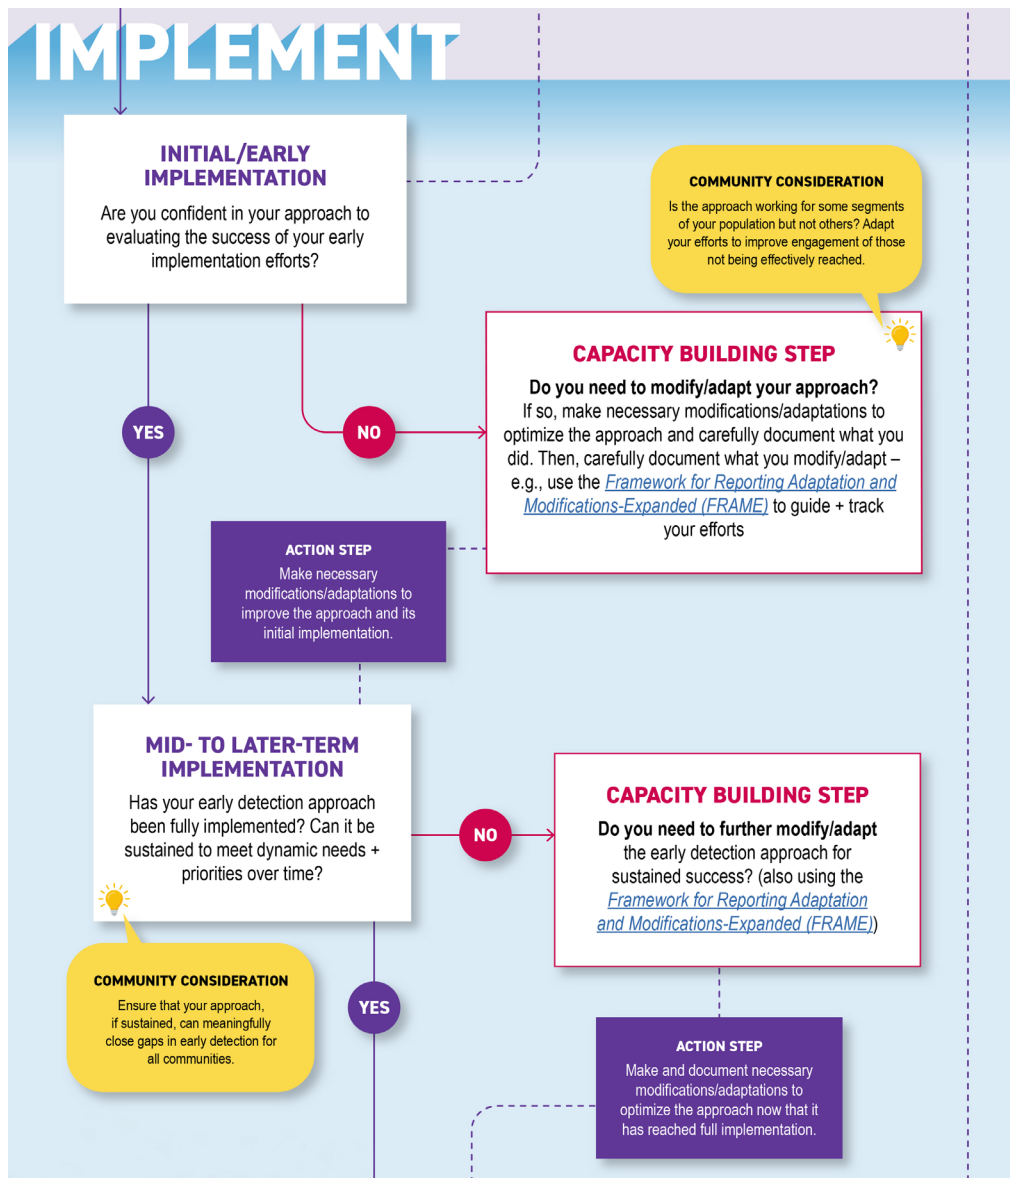 IMPLEMENT
INITIAL/EARLY
IMPLEMENTATION
Are you confident in your approach to
evaluating the success of your early
implementation efforts?
COMMUNITY CONSIDERATION
Is the approach working for some segments
of your population but not others? Adapt
your efforts to improve engagement of those
not being effectively reached.
YES
NO
CAPACITY BUILDING STEP
Do you need to modify/adapt your approach?
If so, make necessary modifications/adaptations to
optimize the approach and carefully document what you
did. Then, carefully document what you modify/adapt –
e.g., use the Framework for Reporting Adaptation and
Modifications-Expanded (FRAME) to guide + track
your efforts
ACTION STEP
Make necessary
modifications/adaptations to
improve the approach and its
initial implementation.
MID- TO LATER-TERM
IMPLEMENTATION
Has your early detection approach
been fully implemented? Can it be
sustained to meet dynamic needs +
priorities over time?
NO
CAPACITY BUILDING STEP
Do you need to further modify/adapt
the early detection approach for
sustained success? (also using the
Framework for Reporting Adaptation
and Modifications-Expanded (FRAME))
COMMUNITY CONSIDERATION
Ensure that your approach,
if sustained, can meaningfully
close gaps in early detection for
all communities.
YES
ACTION STEP
Make and document necessary
modifications/adaptations to
optimize the approach now that it
has reached full implementation.